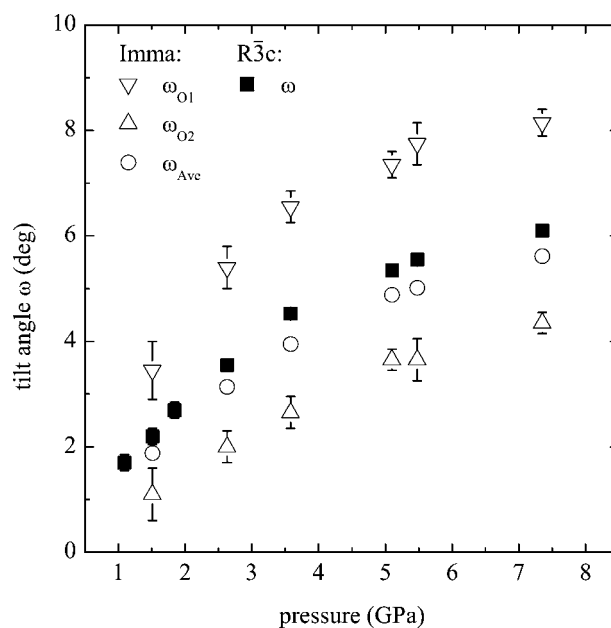 10
8
6
4
2
0
tilt angle ω (deg)
Imma: R3̄c:
ω_O1 ω
ω_O2
ω_Ave
1 2 3 4 5 6 7 8
pressure (GPa)